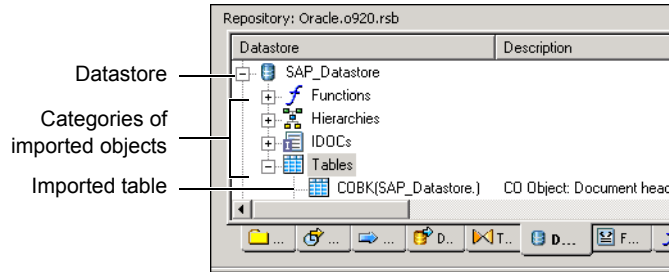 Repository: Oracle.o920.rsb
Datastore Description
Datastore
SAP_Datastore
Categories of
imported objects
Functions
Hierarchies
IDOCs
Tables
Imported table
COBK(SAP_Datastore.) CO Object: Document head
... ... ... D.. T.. D... F...